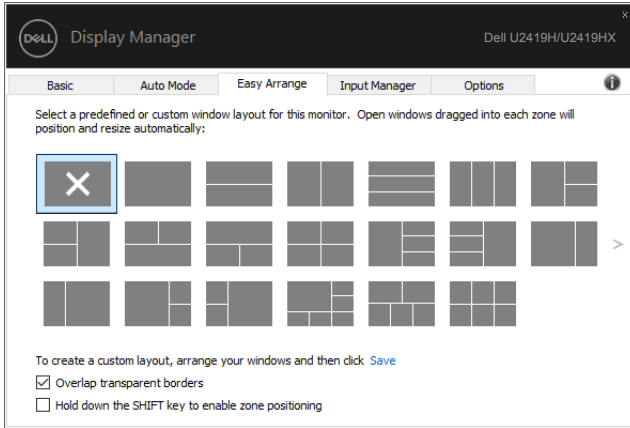 x
DELL Display Manager Dell U2419H/U2419HX
Basic Auto Mode Easy Arrange Input Manager Options i
Select a predefined or custom window layout for this monitor. Open windows dragged into each zone will
position and resize automatically:
>
To create a custom layout, arrange your windows and then click Save
Overlap transparent borders
Hold down the SHIFT key to enable zone positioning